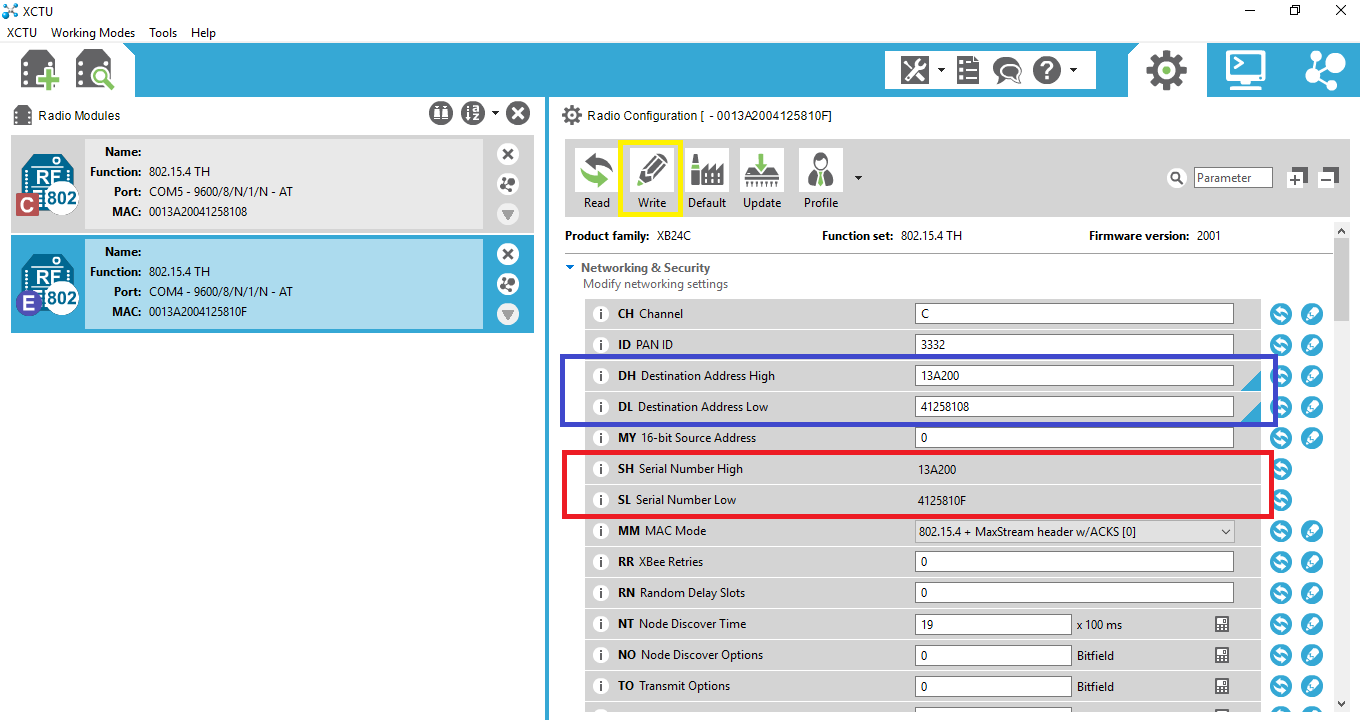 XCTU
XCTU Working Modes Tools Help
Radio Modules
Name:
Function: 802.15.4 TH
Port: COM5 - 9600/8/N/1/N - AT
MAC: 0013A20041258108
RF
802
C
Name:
Function: 802.15.4 TH
Port: COM4 - 9600/8/N/1/N - AT
MAC: 0013A2004125810F
RF
802
E
Radio Configuration [ - 0013A2004125810F]
Read Write Default Update Profile
Parameter
Product family: XB24C Function set: 802.15.4 TH Firmware version: 2001
Networking & Security
Modify networking settings
i CH Channel C
i ID PAN ID 3332
i DH Destination Address High 13A200
i DL Destination Address Low 41258108
i MY 16-bit Source Address 0
i SH Serial Number High 13A200
i SL Serial Number Low 4125810F
i MM MAC Mode 802.15.4 + MaxStream header w/ACKS [0]
i RR XBee Retries 0
i RN Random Delay Slots 0
i NT Node Discover Time 19 x 100 ms
i NO Node Discover Options 0 Bitfield
i TO Transmit Options 0 Bitfield